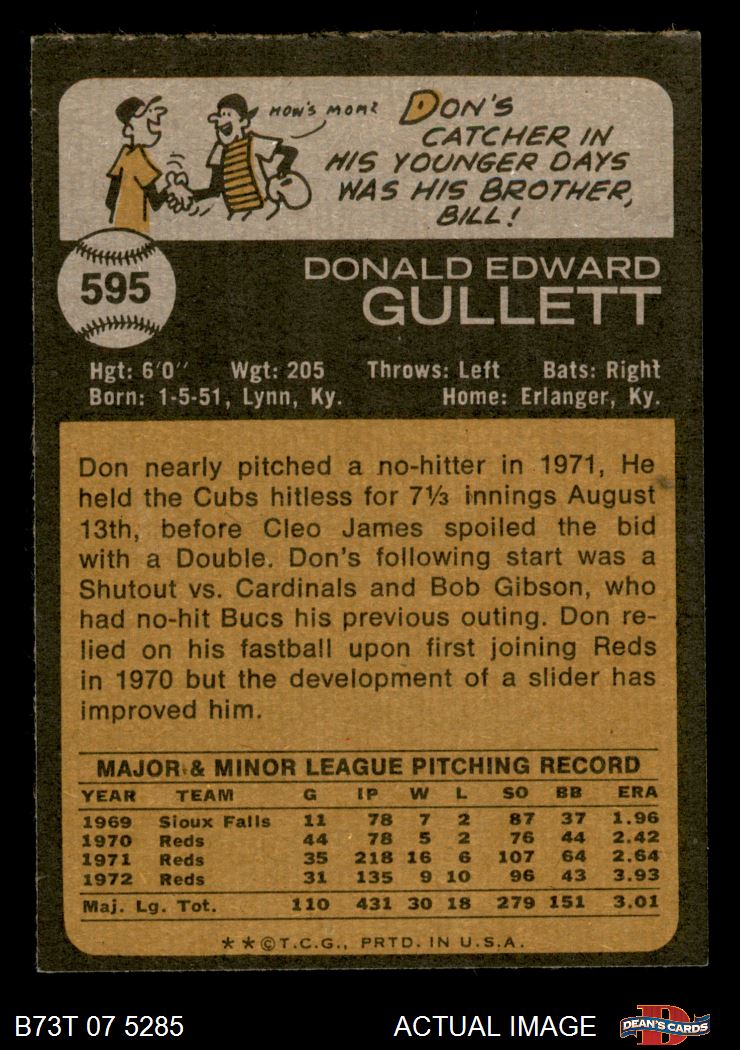 HOW'S MOM?
DON'S
CATCHER IN
HIS YOUNGER DAYS
WAS HIS BROTHER,
BILL!
595
DONALD EDWARD
GULLETT
Hgt: 6'0" Wgt: 205 Throws: Left Bats: Right
Born: 1-5-51, Lynn, Ky. Home: Erlanger, Ky.
Don nearly pitched a no-hitter in 1971, He
held the Cubs hitless for 7⅓ innings August
13th, before Cleo James spoiled the bid
with a Double. Don's following start was a
Shutout vs. Cardinals and Bob Gibson, who
had no-hit Bucs his previous outing. Don re-
lied on his fastball upon first joining Reds
in 1970 but the development of a slider has
improved him.
MAJOR & MINOR LEAGUE PITCHING RECORD
YEAR TEAM G IP W L SO BB ERA
1969 Sioux Falls 11 78 7 2 87 37 1.96
1970 Reds 44 78 5 2 76 44 2.42
1971 Reds 35 218 16 6 107 64 2.64
1972 Reds 31 135 9 10 96 43 3.93
Maj. Lg. Tot. 110 431 30 18 279 151 3.01
**©T.C.G., PRTD. IN U.S.A.
B73T 07 5285 ACTUAL IMAGE D DEAN'S CARDS